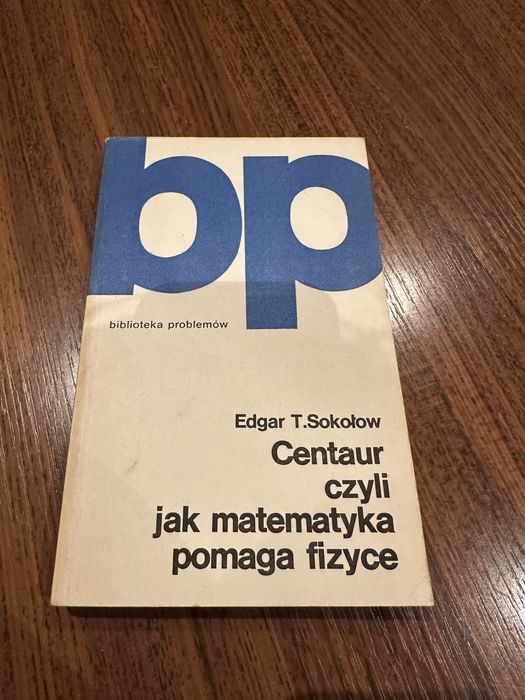 bp
biblioteka problemów
Edgar T.Sokołow
Centaur
czyli
jak matematyka
pomaga fizyce